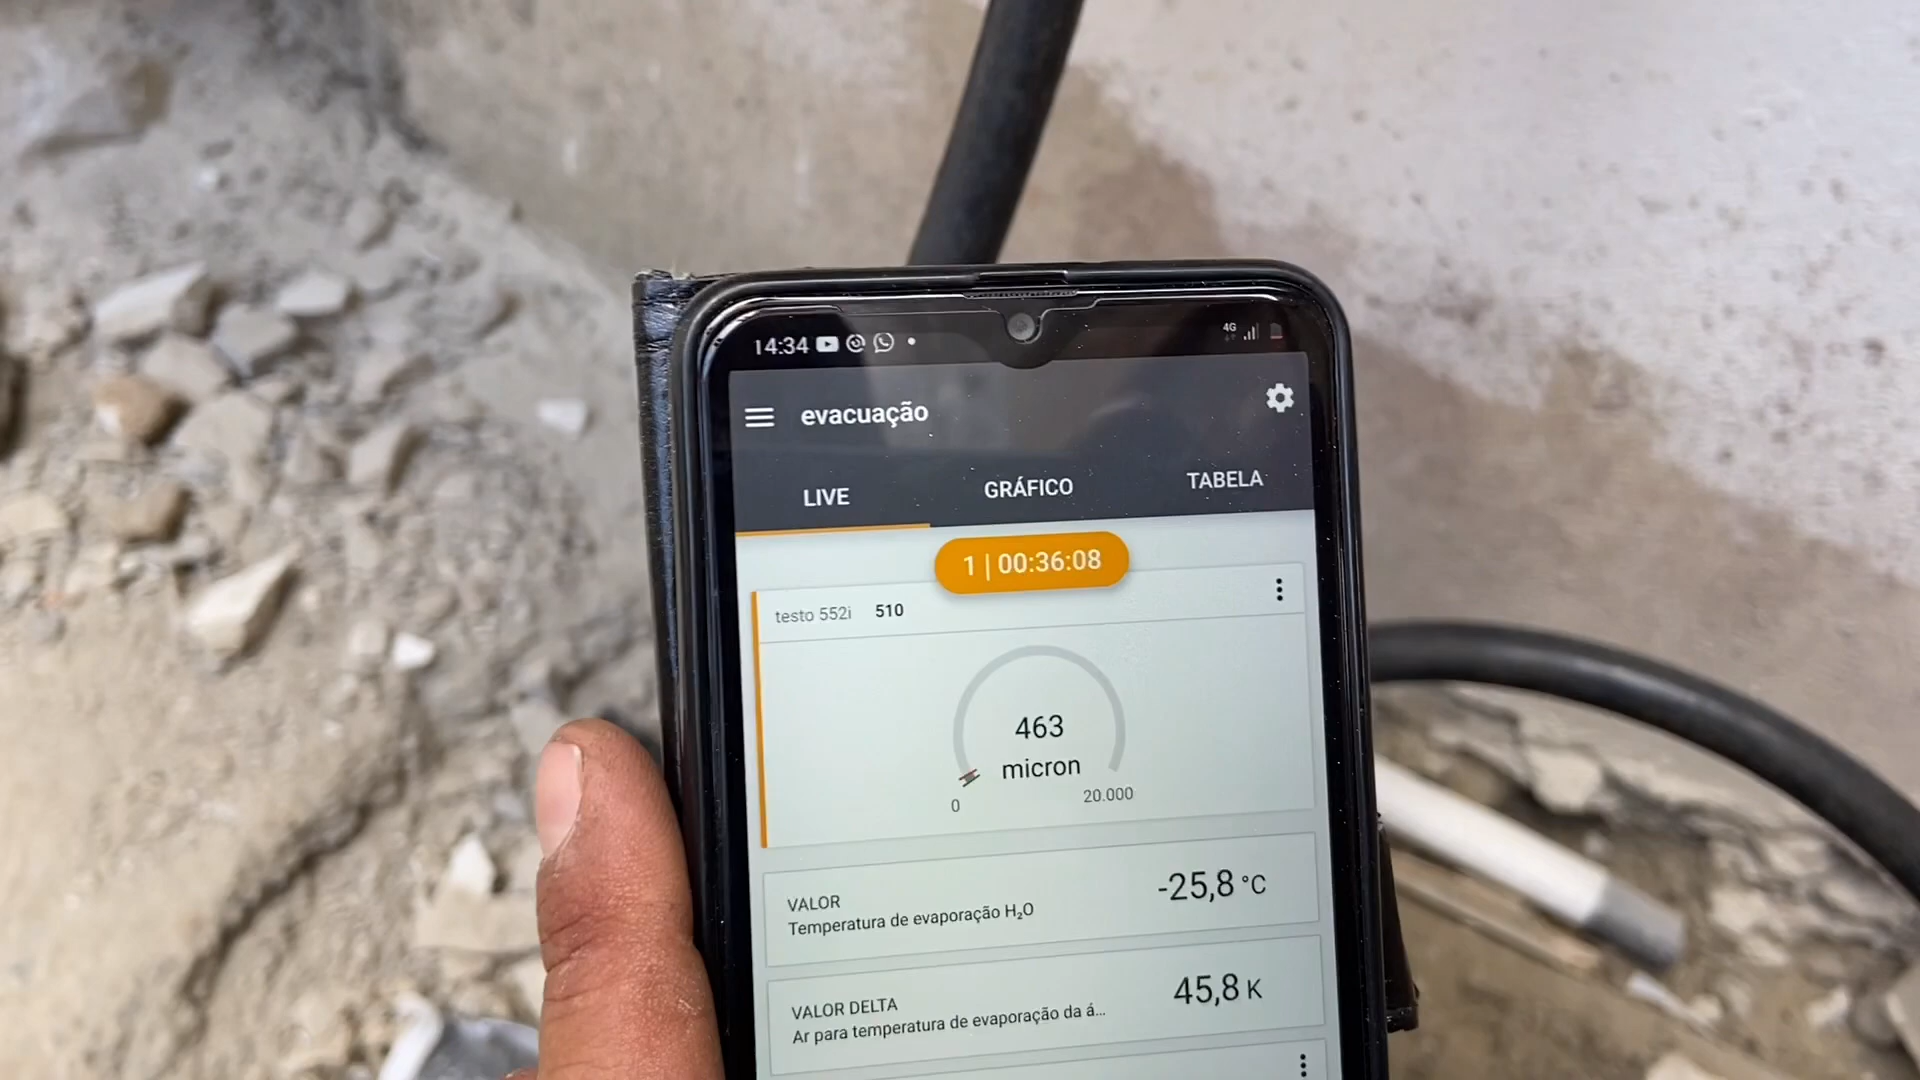 14:34
4G
evacuação
LIVE GRÁFICO TABELA
1 | 00:36:08
testo 552i 510
463
micron
0 20.000
VALOR
Temperatura de evaporação H₂O
-25,8 °C
VALOR DELTA
Ar para temperatura de evaporação da á...
45,8 K